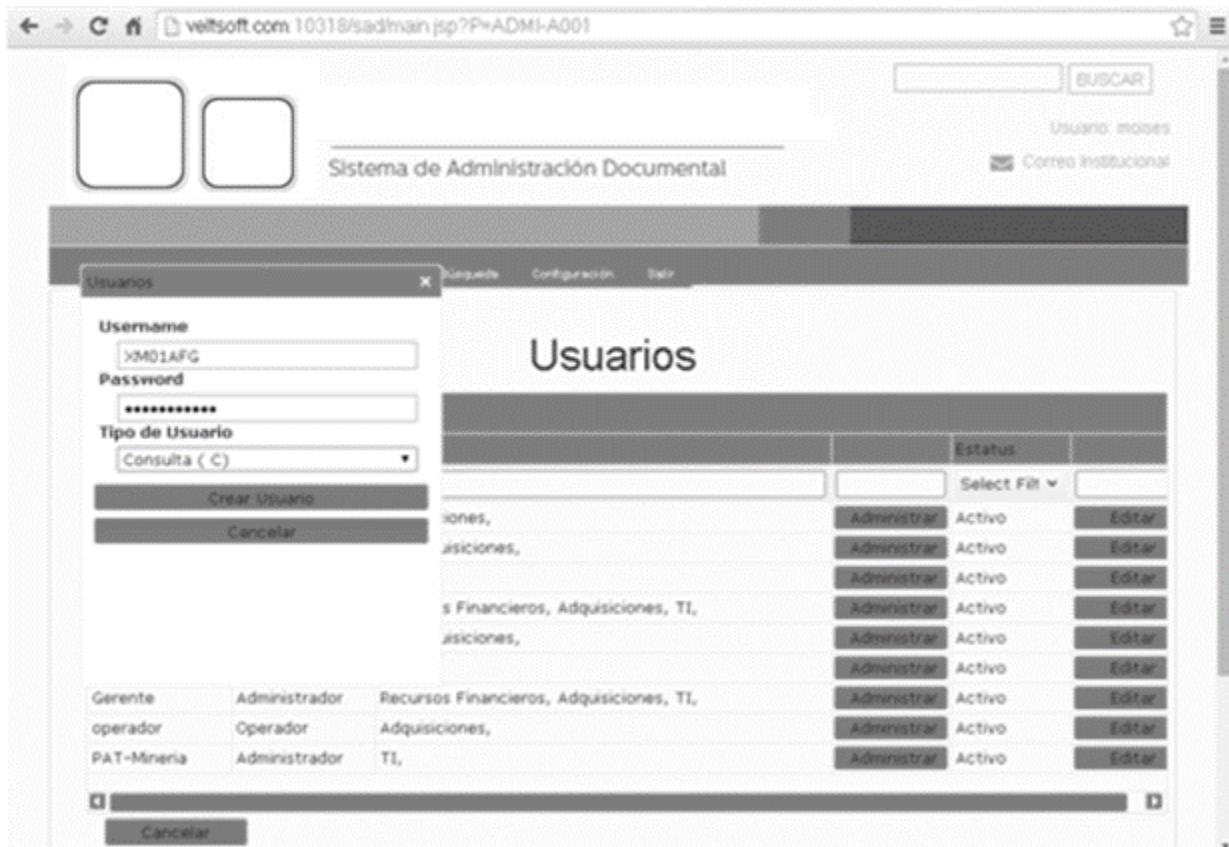 veltsoft.com:10318/sad/main.jsp?P=ADMI-A001
BUSCAR
Usuario: moises
Correo Institucional
Sistema de Administración Documental
Búsqueda Configuración Salir
Usuarios x
Username
XM01AFG
Password
•••••••••••
Tipo de Usuario
Consulta ( C)
Crear Usuario
Cancelar
Usuarios
Estatus
Select Filt
iones, Administrar Activo Editar
uisiciones, Administrar Activo Editar
Administrar Activo Editar
s Financieros, Adquisiciones, TI, Administrar Activo Editar
uisiciones, Administrar Activo Editar
Administrar Activo Editar
Gerente Administrador Recursos Financieros, Adquisiciones, TI, Administrar Activo Editar
operador Operador Adquisiciones, Administrar Activo Editar
PAT-Mineria Administrador TI, Administrar Activo Editar
Cancelar